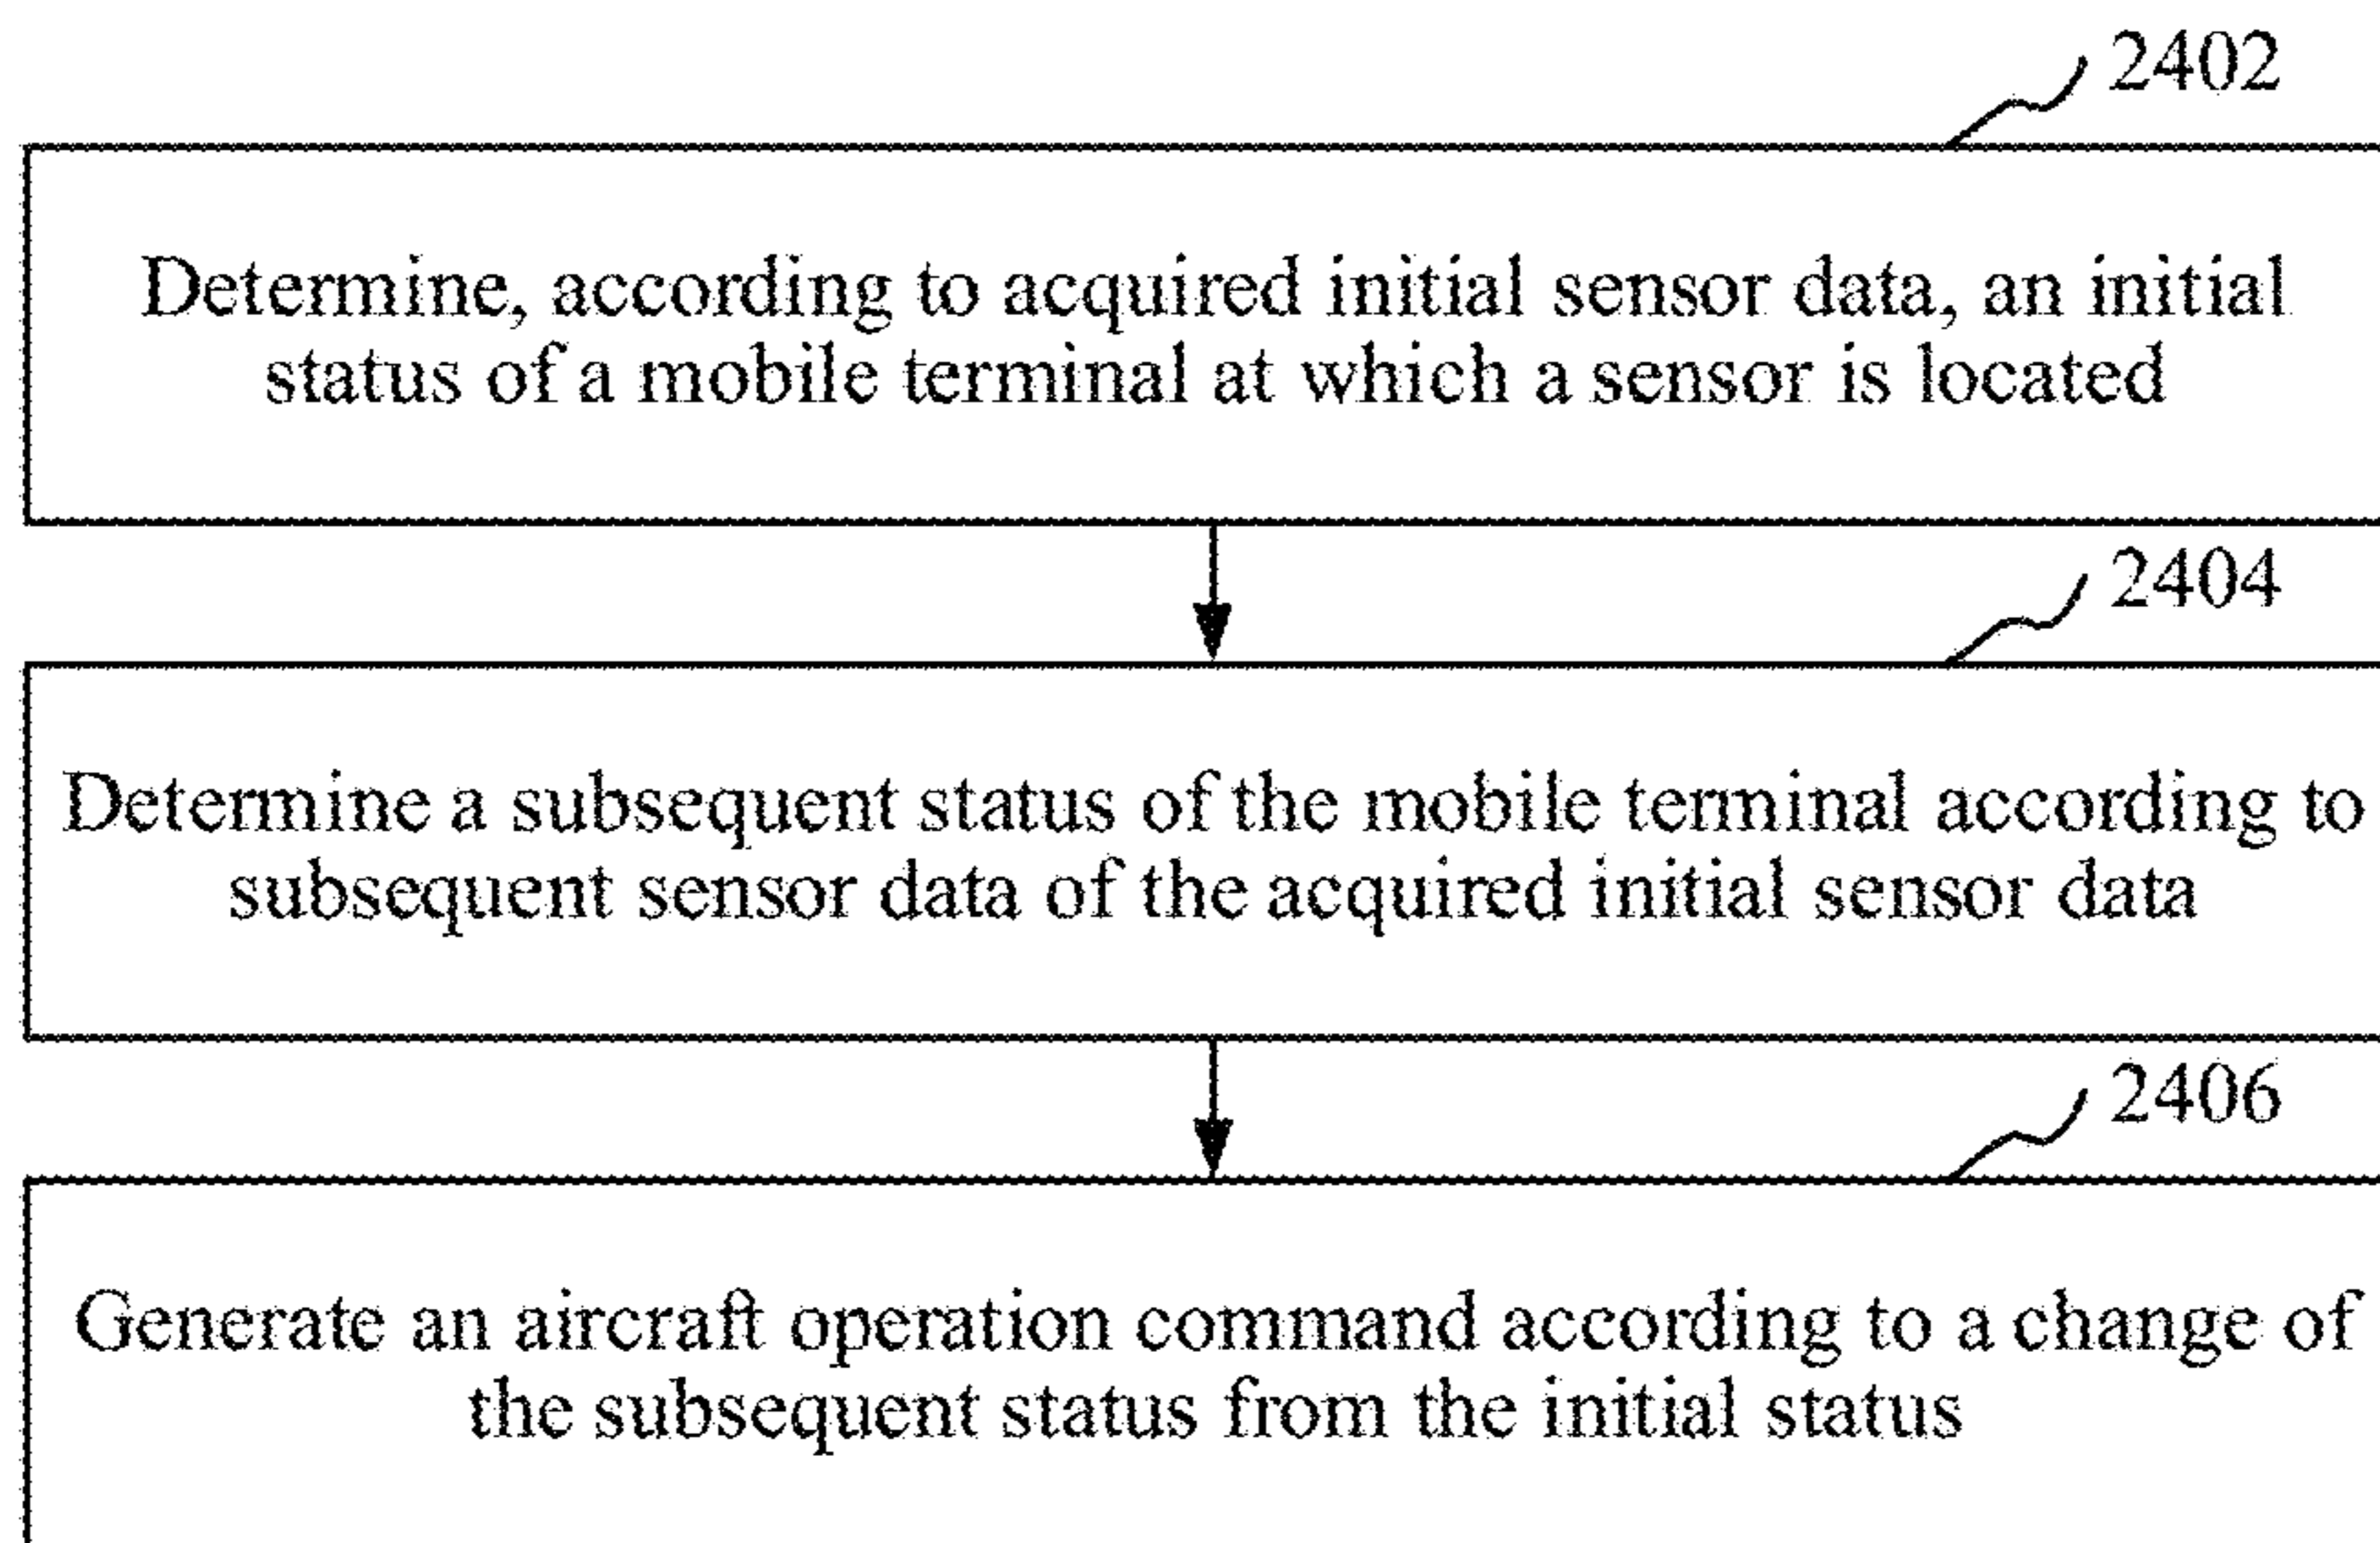 2402
Determine, according to acquired initial sensor data, an initial
status of a mobile terminal at which a sensor is located
2404
Determine a subsequent status of the mobile terminal according to
subsequent sensor data of the acquired initial sensor data
2406
Generate an aircraft operation command according to a change of
the subsequent status from the initial status